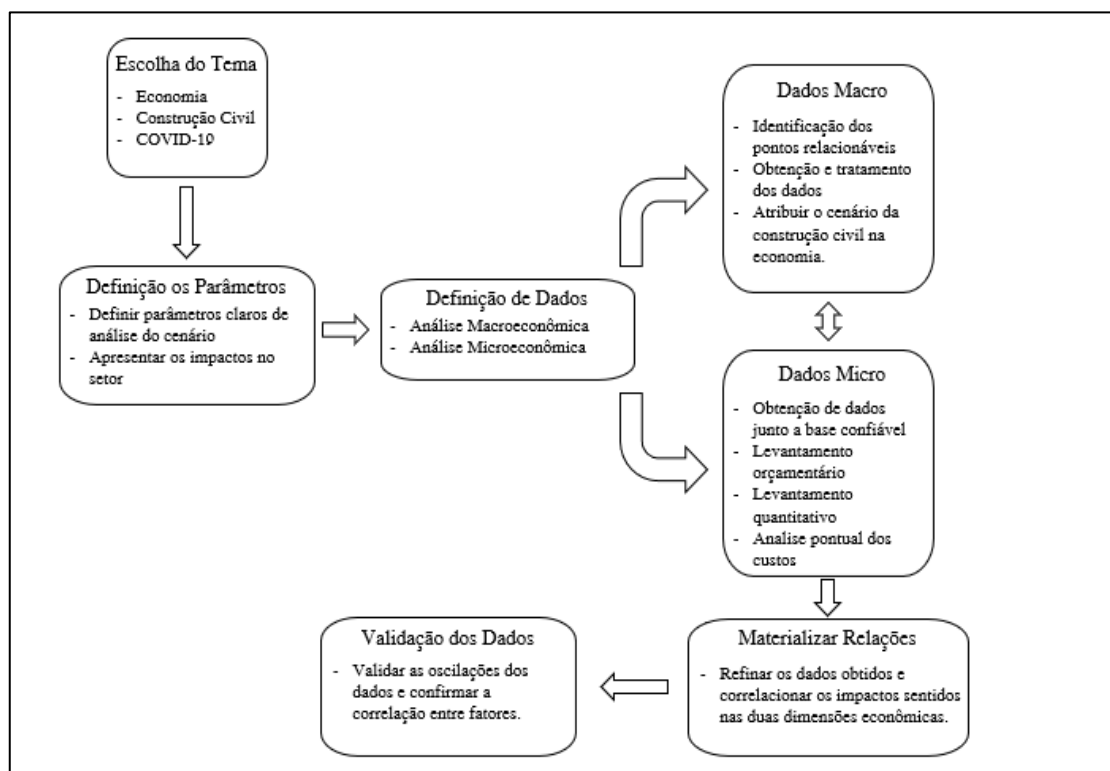 Escolha do Tema
- Economia
- Construção Civil
- COVID-19
Definição os Parâmetros
- Definir parâmetros claros de
análise do cenário
- Apresentar os impactos no
setor
Definição de Dados
- Análise Macroeconômica
- Análise Microeconômica
Dados Macro
- Identificação dos
pontos relacionáveis
- Obtenção e tratamento
dos dados
- Atribuir o cenário da
construção civil na
economia.
Dados Micro
- Obtenção de dados
junto a base confiável
- Levantamento
orçamentário
- Levantamento
quantitativo
- Analise pontual dos
custos
Materializar Relações
- Refinar os dados obtidos e
correlacionar os impactos sentidos
nas duas dimensões econômicas.
Validação dos Dados
- Validar as oscilações dos
dados e confirmar a
correlação entre fatores.